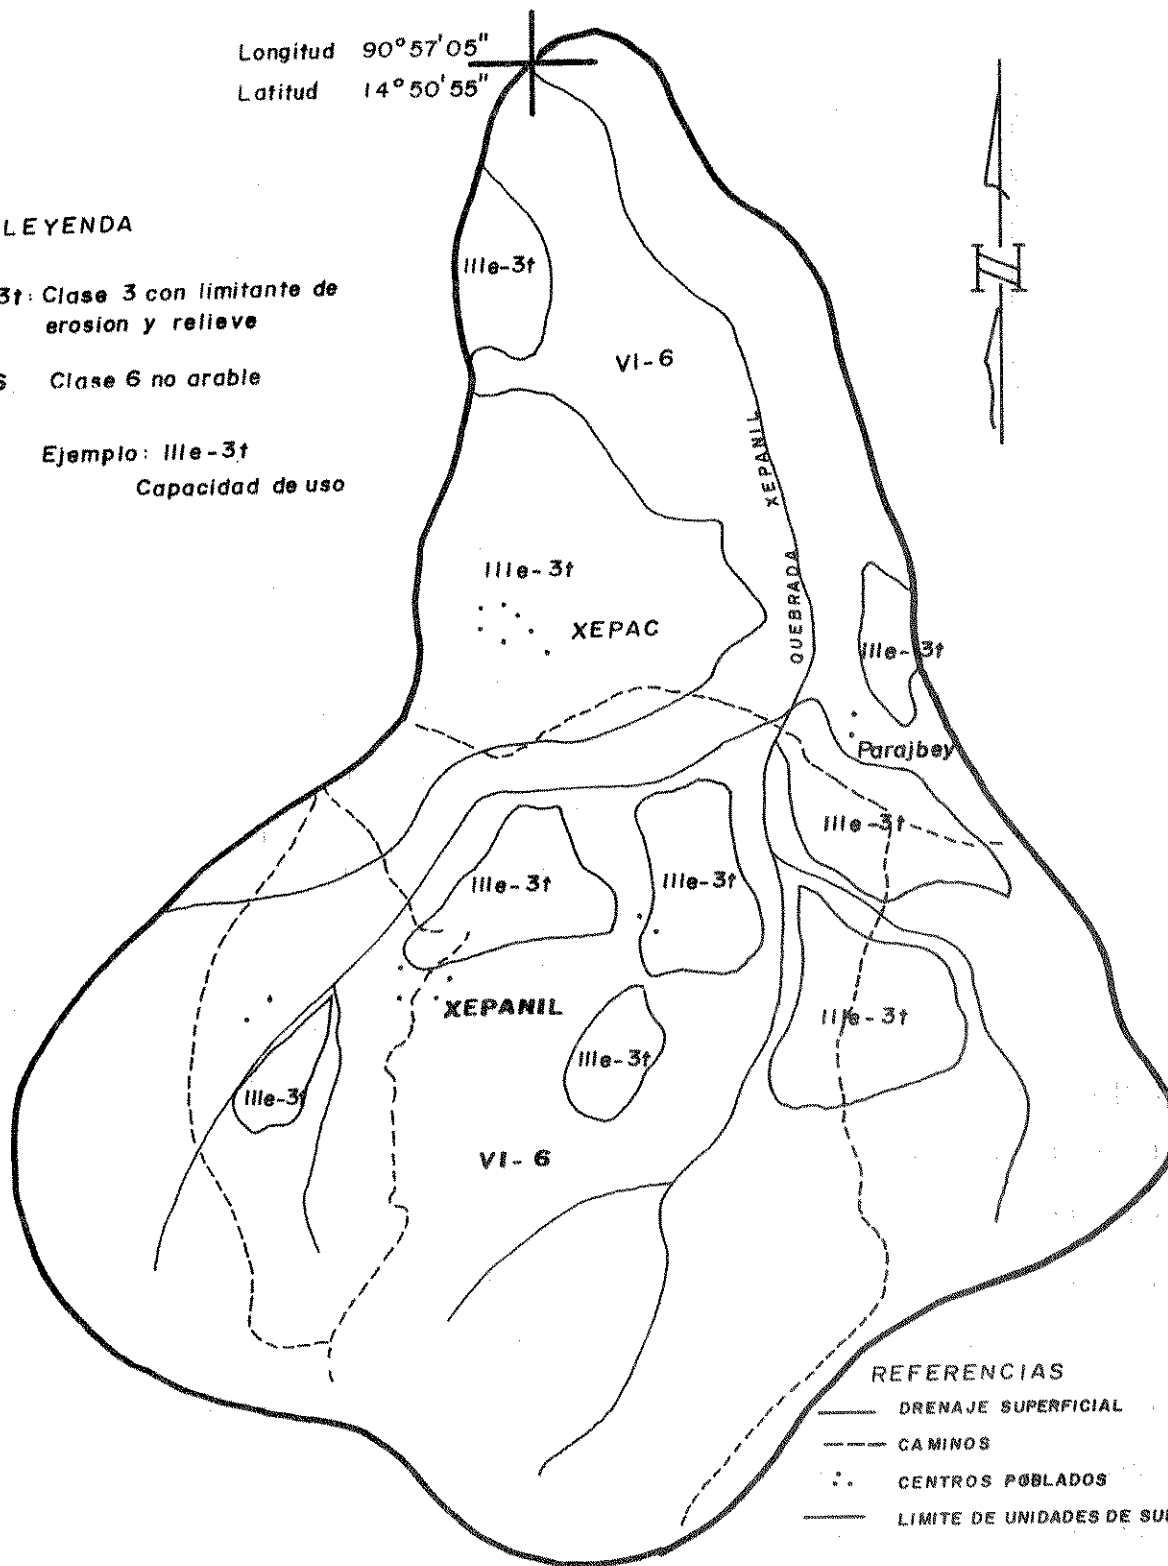 Longitud 90°57'05"
Latitud 14°50'55"
LEYENDA
3t: Clase 3 con limitante de
erosion y relieve
Clase 6 no arable
Ejemplo: IIIe-3t
Capacidad de uso
N
IIIe-3t
VI-6
QUEBRADA XEPANIL
IIIe-3t
XEPAC
IIIe-3t
Parajbey
IIIe-3t
IIIe-3t
IIIe-3t
XEPANIL
IIIe-3t
IIIe-3t
IIIe-3t
VI-6
REFERENCIAS
DRENAJE SUPERFICIAL
CAMINOS
CENTROS POBLADOS
LIMITE DE UNIDADES DE